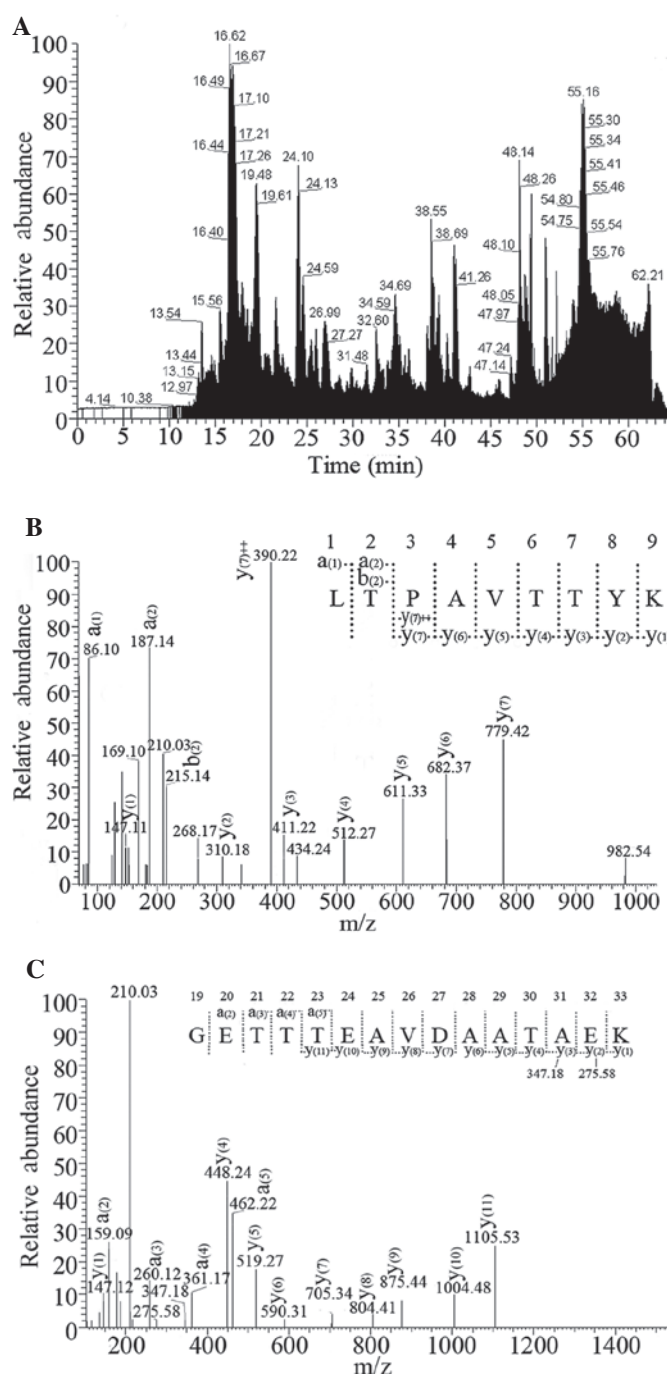 A
Relative abundance
100
90
80
70
60
50
40
30
20
10
0
16.62
16.67
16.49
17.10
17.21
16.44
17.26
19.48
19.61
16.40
15.56
13.54
13.44
13.15
12.97
4.14
10.38
24.10
24.13
24.59
26.99
27.27
31.48
32.60
34.59
34.69
38.55
38.69
41.26
48.14
48.26
48.10
48.05
47.97
47.24
47.14
55.16
55.30
55.34
55.41
54.80
55.46
54.75
55.54
55.76
62.21
0 5 10 15 20 25 30 35 40 45 50 55 60
Time (min)
B
Relative abundance
100
90
80
70
60
50
40
30
20
10
0
1 2 3 4 5 6 7 8 9
a(1) a(2)
b(2)
L T P A V T T Y K
y(7)++
y(7) y(6) y(5) y(4) y(3) y(2) y(1
a(1)
86.10
a(2)
187.14
169.10
210.03
b(2)
215.14
y(1)
147.11
268.17
y(2)
310.18
y(7)++
390.22
y(3)
411.22
434.24
y(4)
512.27
y(5)
611.33
y(6)
682.37
y(7)
779.42
982.54
100 200 300 400 500 600 700 800 900 1000
m/z
C
Relative abundance
100
90
80
70
60
50
40
30
20
10
0
210.03
19 20 21 22 23 24 25 26 27 28 29 30 31 32 33
a(2) a(3) a(4) a(5)
G E T T T E A V D A A T A E K
y(11) y(10) y(9) y(8) y(7) y(6) y(5) y(4) y(3) y(2) y(1)
347.18 275.58
a(2)
159.09
y(1)
147.12
a(3)
260.12
347.18
275.58
a(4)
361.17
y(4)
448.24
a(5)
462.22
y(5)
519.27
y(6)
590.31
y(7)
705.34
y(8)
804.41
y(9)
875.44
y(10)
1004.48
y(11)
1105.53
200 400 600 800 1000 1200 1400
m/z